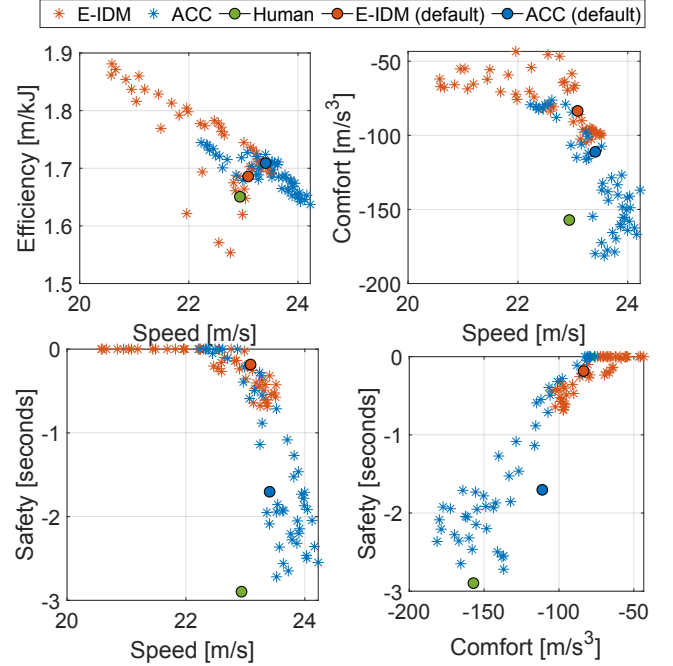 E-IDM ACC Human E-IDM (default) ACC (default)
1.9
1.8
1.7
1.6
1.5
Efficiency [m/kJ]
20 22 24
Speed [m/s]
-50
-100
-150
-200
Comfort [m/s³]
20 22 24
Speed [m/s]
0
-1
-2
-3
Safety [seconds]
20 22 24
Speed [m/s]
0
-1
-2
-3
Safety [seconds]
-200 -150 -100 -50
Comfort [m/s³]